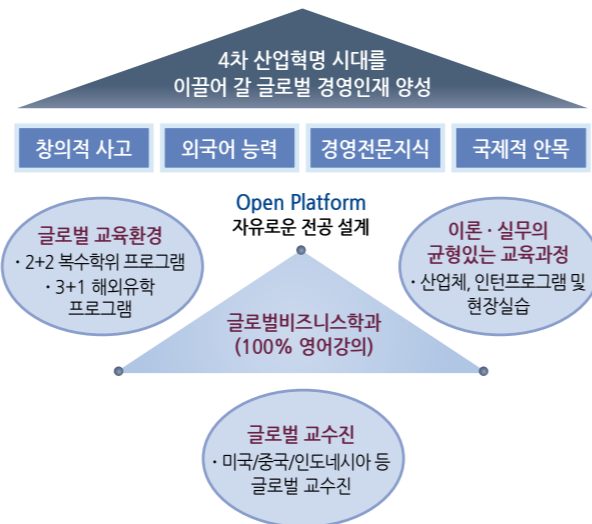 4차 산업혁명 시대를
이끌어 갈 글로벌 경영인재 양성
창의적 사고
외국어 능력
경영전문지식
국제적 안목
Open Platform
자유로운 전공 설계
글로벌 교육환경
· 2+2 복수학위 프로그램
· 3+1 해외유학
프로그램
이론 · 실무의
균형있는 교육과정
· 산업체, 인턴프로그램 및
현장실습
글로벌비즈니스학과
(100% 영어강의)
글로벌 교수진
· 미국/중국/인도네시아 등
글로벌 교수진